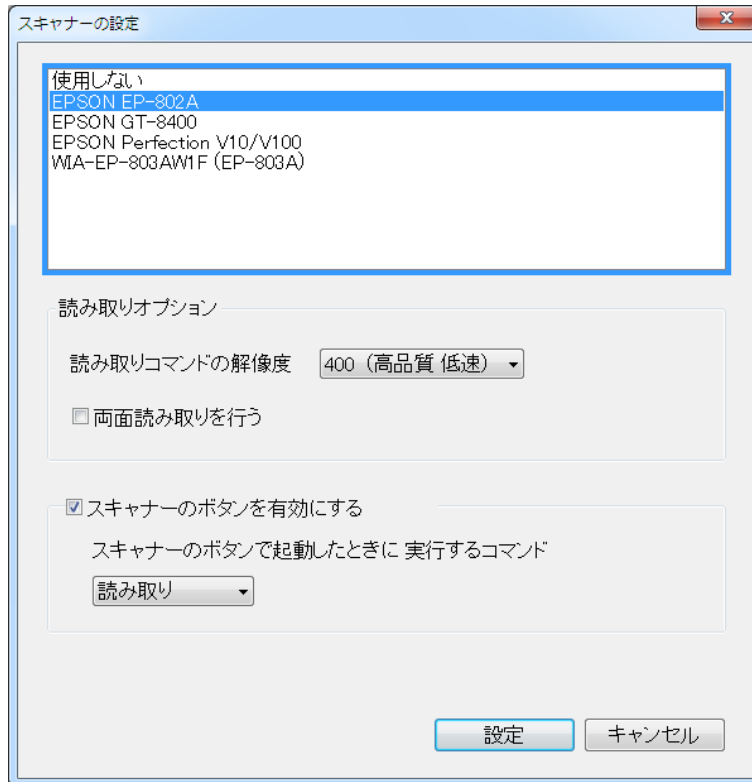 スキャナーの設定
使用しない
EPSON EP-802A
EPSON GT-8400
EPSON Perfection V10/V100
WIA-EP-803AW1F (EP-803A)
読み取りオプション
読み取りコマンドの解像度 400 (高品質 低速)
両面読み取りを行う
スキャナーのボタンを有効にする
スキャナーのボタンで起動したときに 実行するコマンド
読み取り
設定 キャンセル